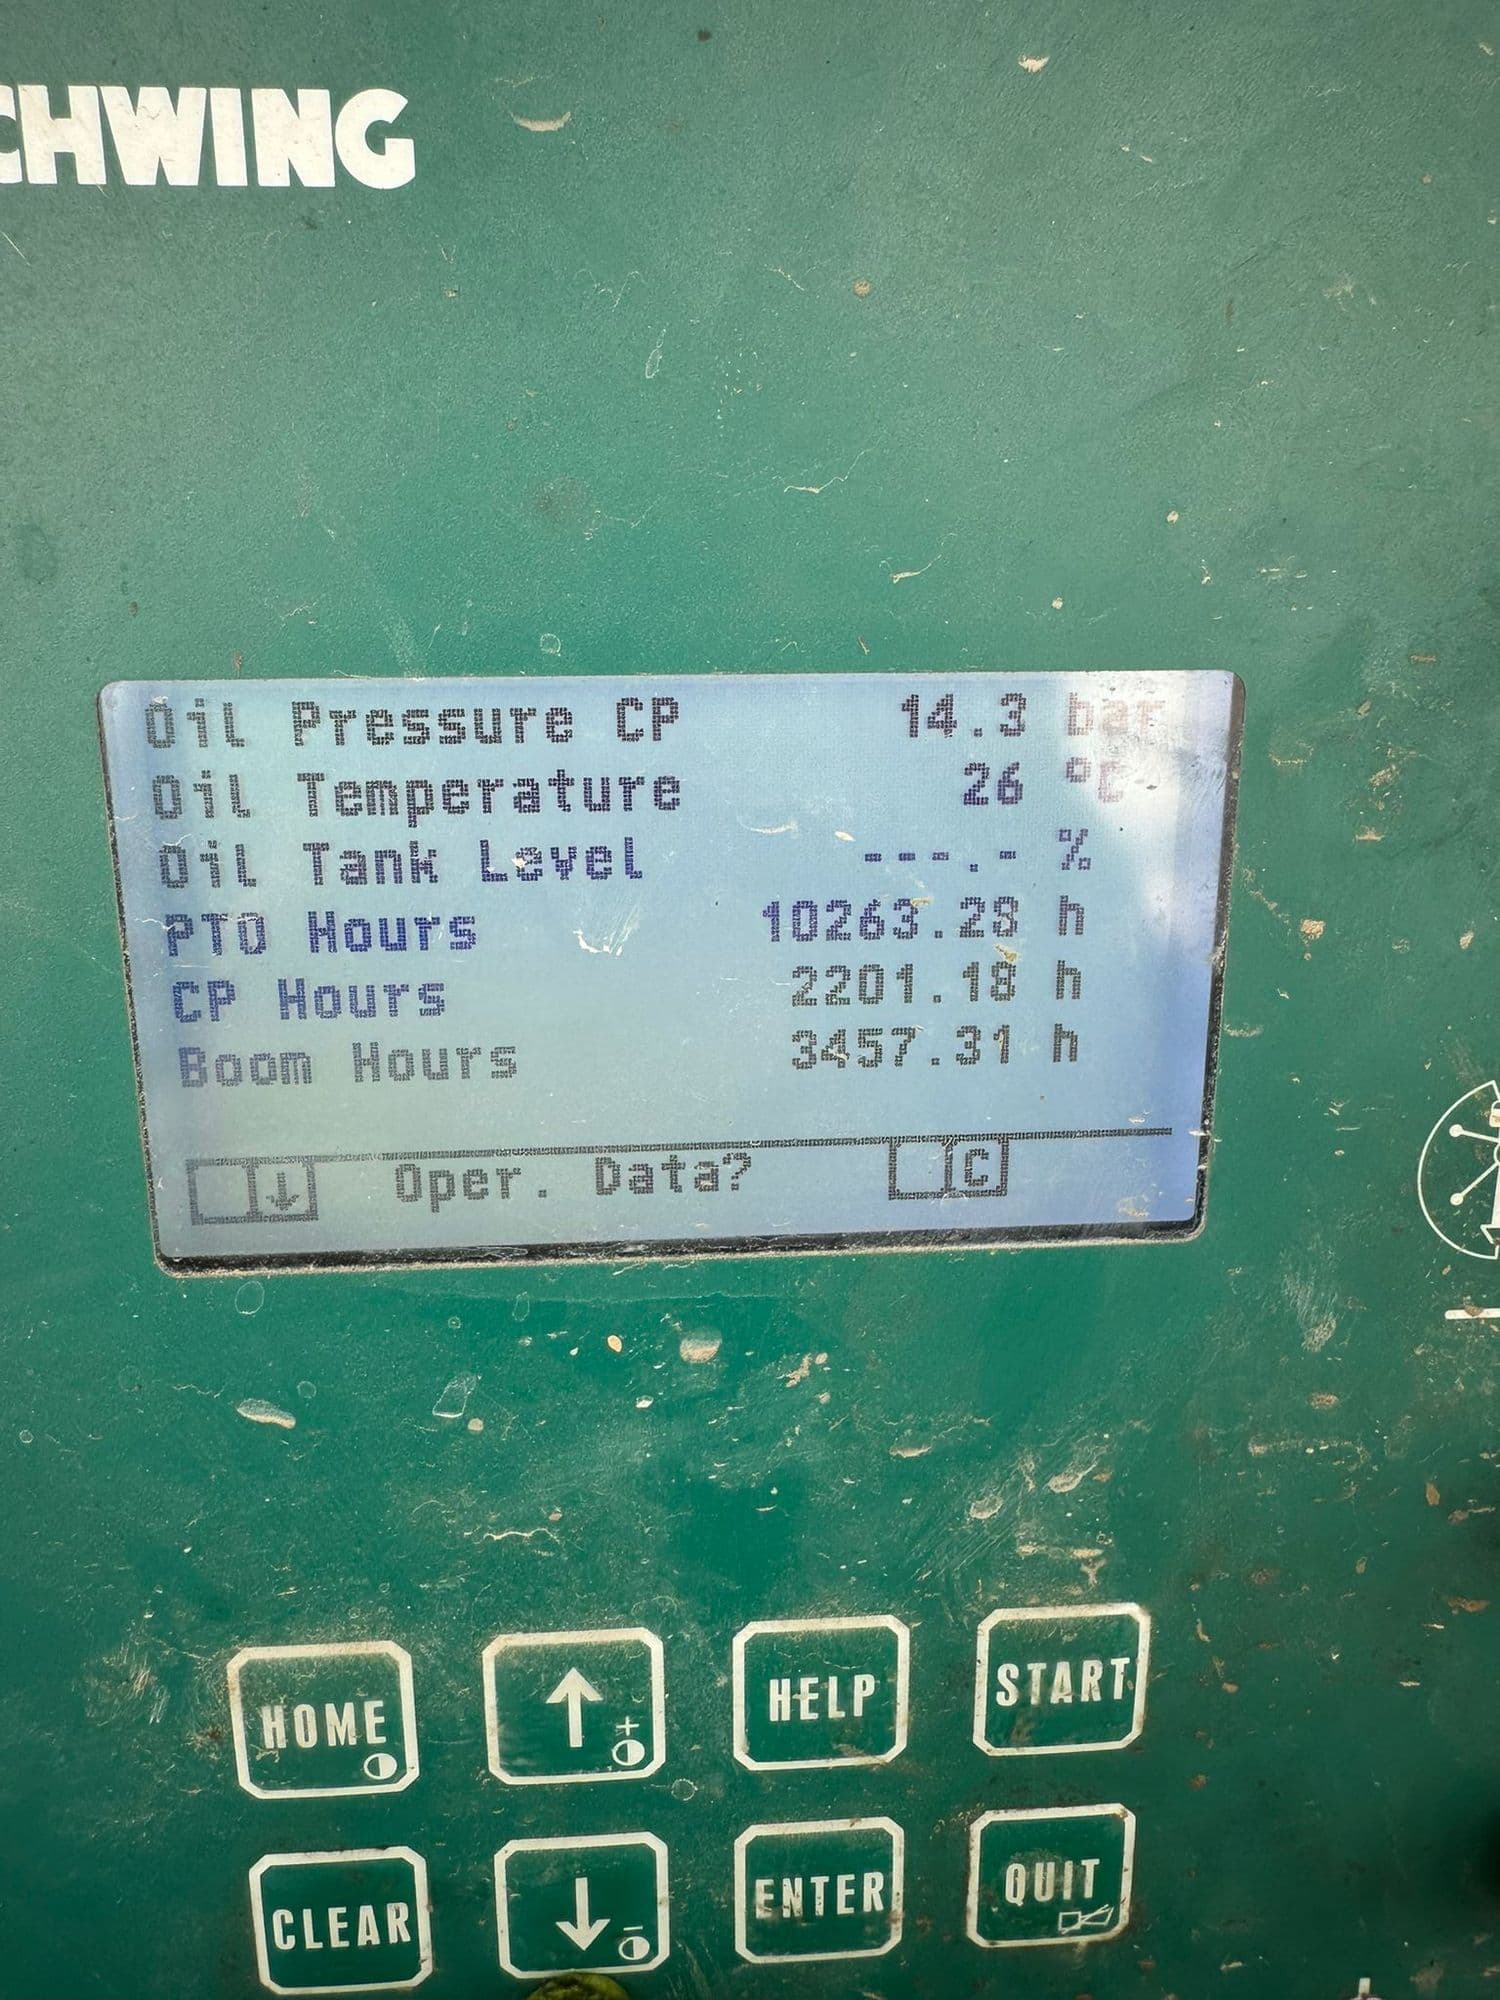 CHWING
Oil Pressure CP 14.3 bar
Oil Temperature 26 °C
Oil Tank Level ---.- %
PTO Hours 10263.28 h
CP Hours 2201.18 h
Boom Hours 3457.31 h
↓ Oper. Data? C
HOME ↑ + HELP START
CLEAR ↓ - ENTER QUIT